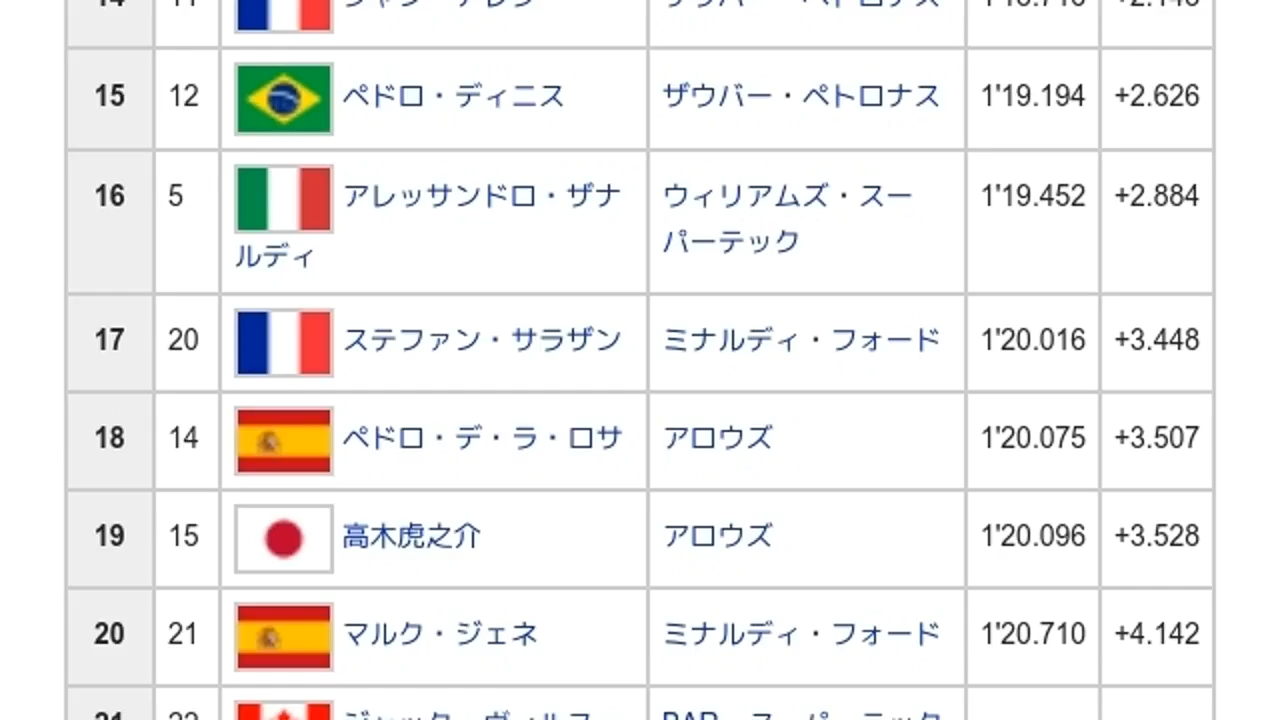 15 12 ペドロ・ディニス ザウバー・ペトロナス 1'19.194 +2.626
16 5 アレッサンドロ・ザナ ウィリアムズ・スー 1'19.452 +2.884
ルディ パーテック
17 20 ステファン・サラザン ミナルディ・フォード 1'20.016 +3.448
18 14 ペドロ・デ・ラ・ロサ アロウズ 1'20.075 +3.507
19 15 高木虎之介 アロウズ 1'20.096 +3.528
20 21 マルク・ジェネ ミナルディ・フォード 1'20.710 +4.142